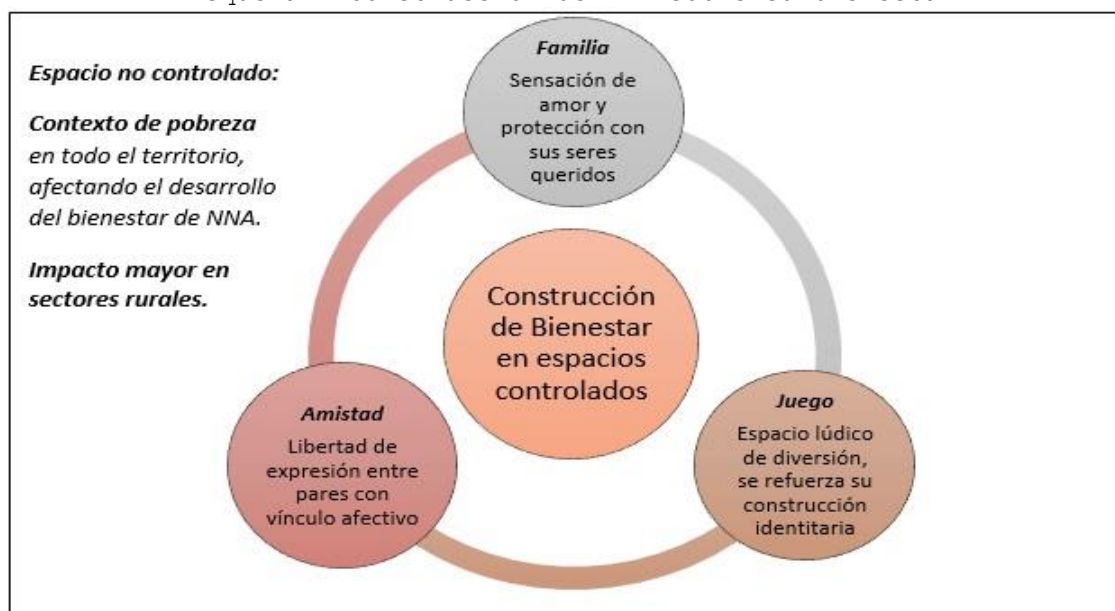 Espacio no controlado:
Contexto de pobreza
en todo el territorio,
afectando el desarrollo
del bienestar de NNA.
Impacto mayor en
sectores rurales.
Familia
Sensación de
amor y
protección con
sus seres
queridos
Construcción
de Bienestar
en espacios
controlados
Amistad
Libertad de
expresión entre
pares con
vínculo afectivo
Juego
Espacio lúdico
de diversión,
se refuerza su
construcción
identitaria